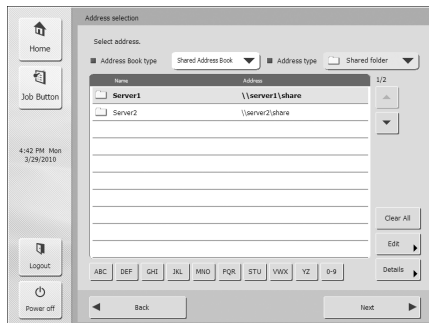 Address selection
Home
Job Button
4:42 PM Mon
3/29/2010
Logout
Power off
Select address.
Address Book type
Shared Address Book
Address type
Shared folder
Name
Address
1/2
Server1
\\server1\share
Server2
\\server2\share
Clear All
Edit
Details
ABC
DEF
GHI
JKL
MNO
PQR
STU
VWX
YZ
0-9
Back
Next